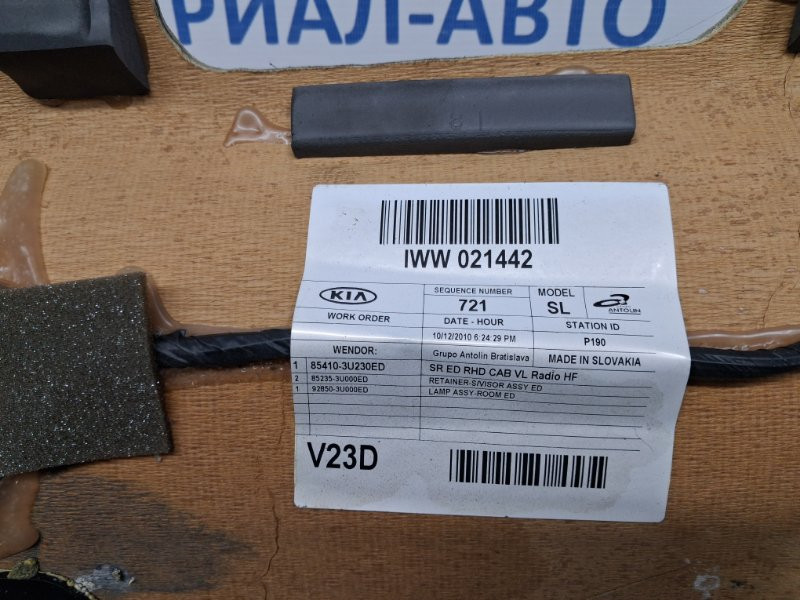 РИАЛ-АВТО
IWW 021442
KIA
WORK ORDER
SEQUENCE NUMBER
721
MODEL
SL
ANTOLIN
DATE - HOUR
10/12/2010 6:24:29 PM
STATION ID
P190
WENDOR:
Grupo Antolin Bratislava
MADE IN SLOVAKIA
1 85410-3U230ED SR ED RHD CAB VL Radio HF
2 85235-3U000ED RETAINER-S/VISOR ASSY ED
1 92850-3U000ED LAMP ASSY-ROOM ED
V23D